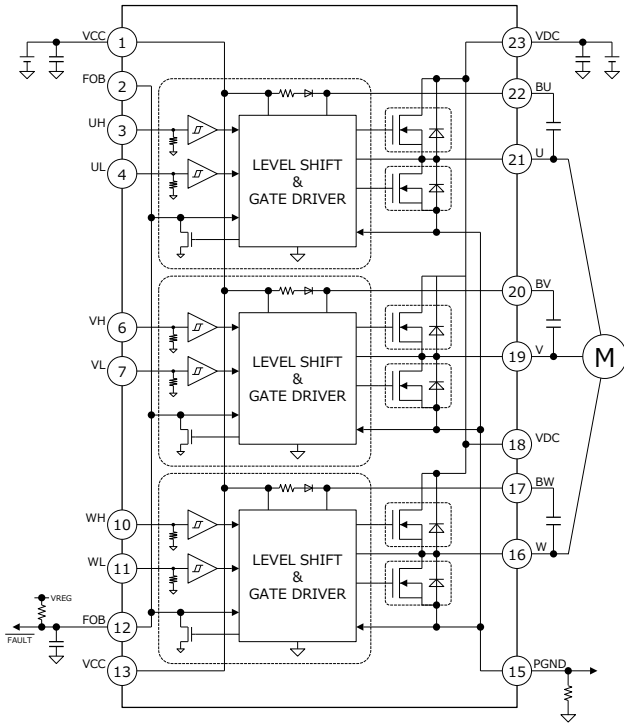 VCC
1
23
VDC
FOB
2
22
BU
UH
3
UL
4
LEVEL SHIFT
&
GATE DRIVER
21
U
20
BV
VH
6
VL
7
LEVEL SHIFT
&
GATE DRIVER
19
V
M
18
VDC
17
BW
WH
10
WL
11
LEVEL SHIFT
&
GATE DRIVER
16
W
VREG
FOB
12
FAULT
VCC
13
15
PGND